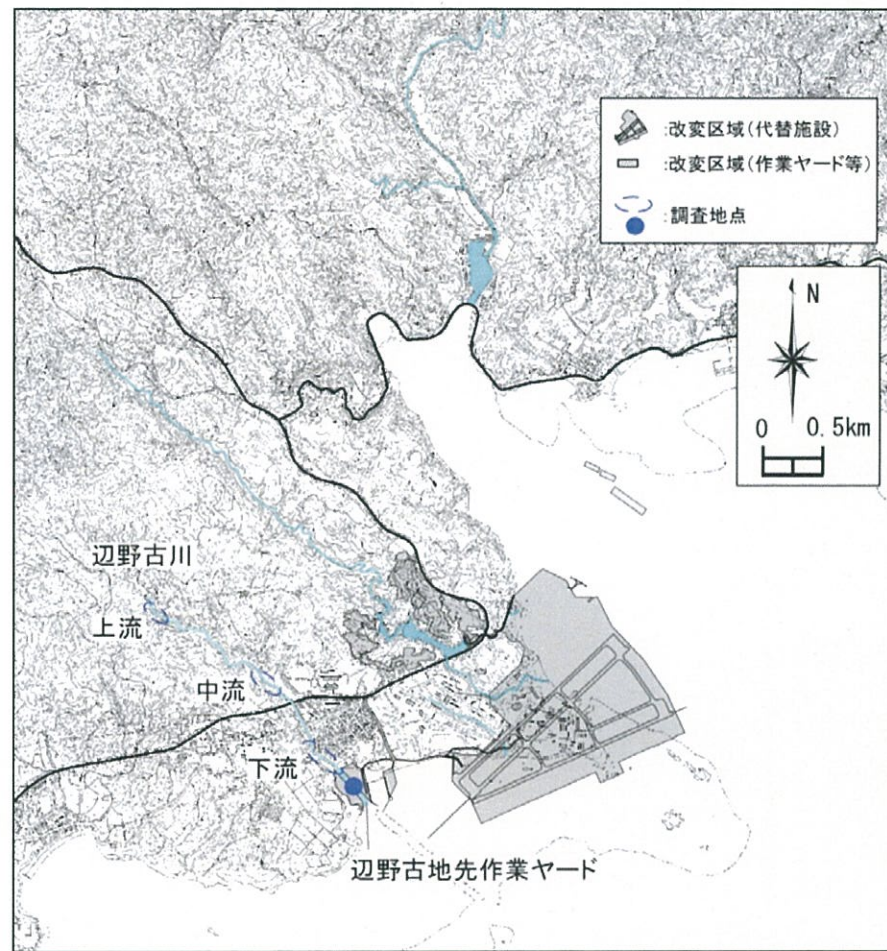 :改変区域(代替施設)
:改変区域(作業ヤード等)
:調査地点
N
0 0.5km
辺野古川
上流
中流
下流
辺野古地先作業ヤード